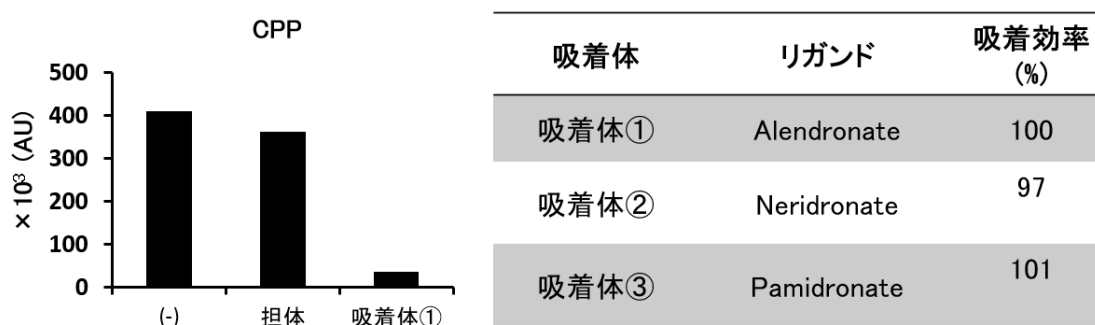 CPP
×10³ (AU)
500
400
300
200
100
0
(-) 担体 吸着体①
吸着体 リガンド 吸着効率
(%)
吸着体① Alendronate 100
吸着体② Neridronate 97
吸着体③ Pamidronate 101